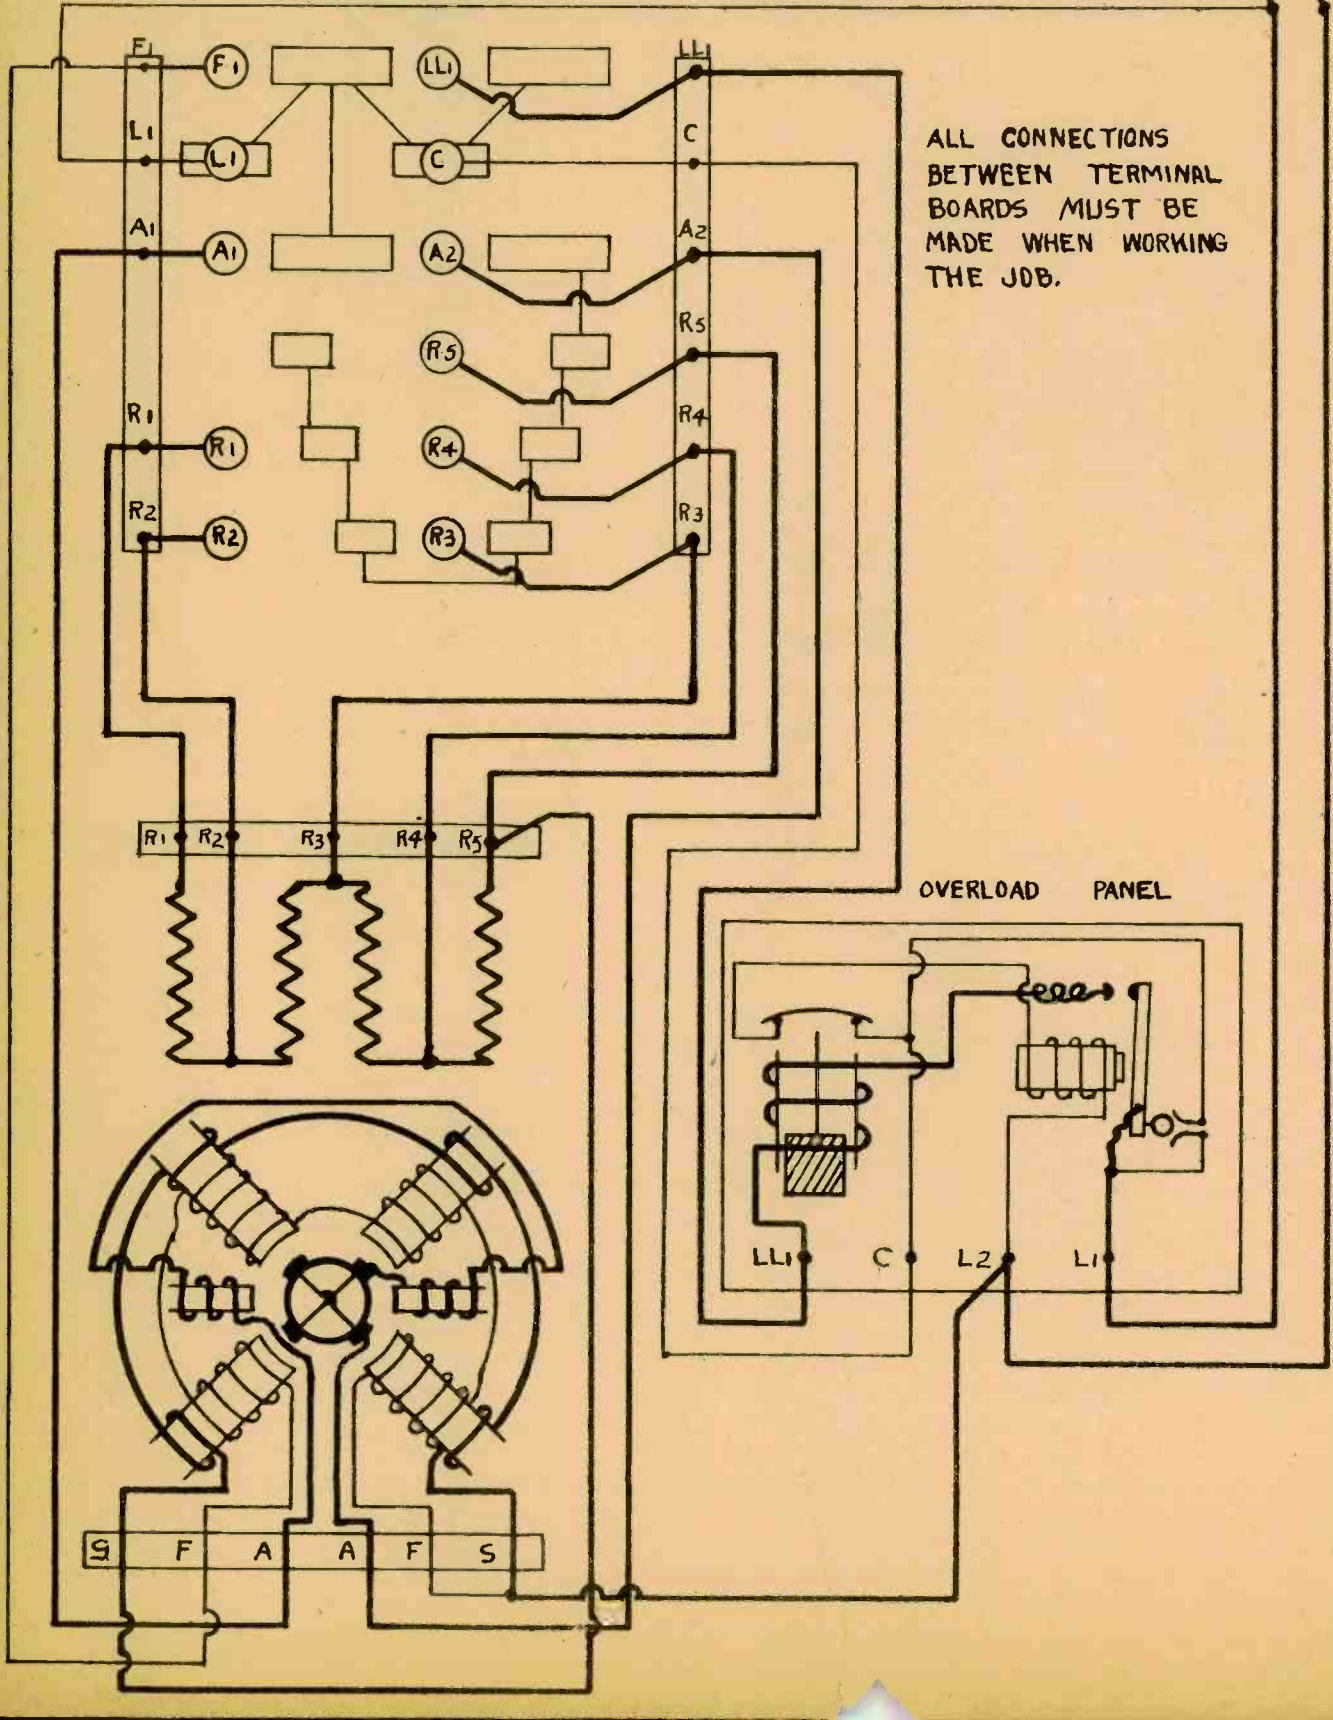 F1 LL1
F1 LL1
L1 C
L1 C
A1 A2
A1 A2
R5
R5
R1 R4
R1 R4
R2 R3
R2 R3
ALL CONNECTIONS
BETWEEN TERMINAL
BOARDS MUST BE
MADE WHEN WORKING
THE JOB.
R1 R2 R3 R4 R5
OVERLOAD PANEL
LL1 C L2 L1
S F A A F S